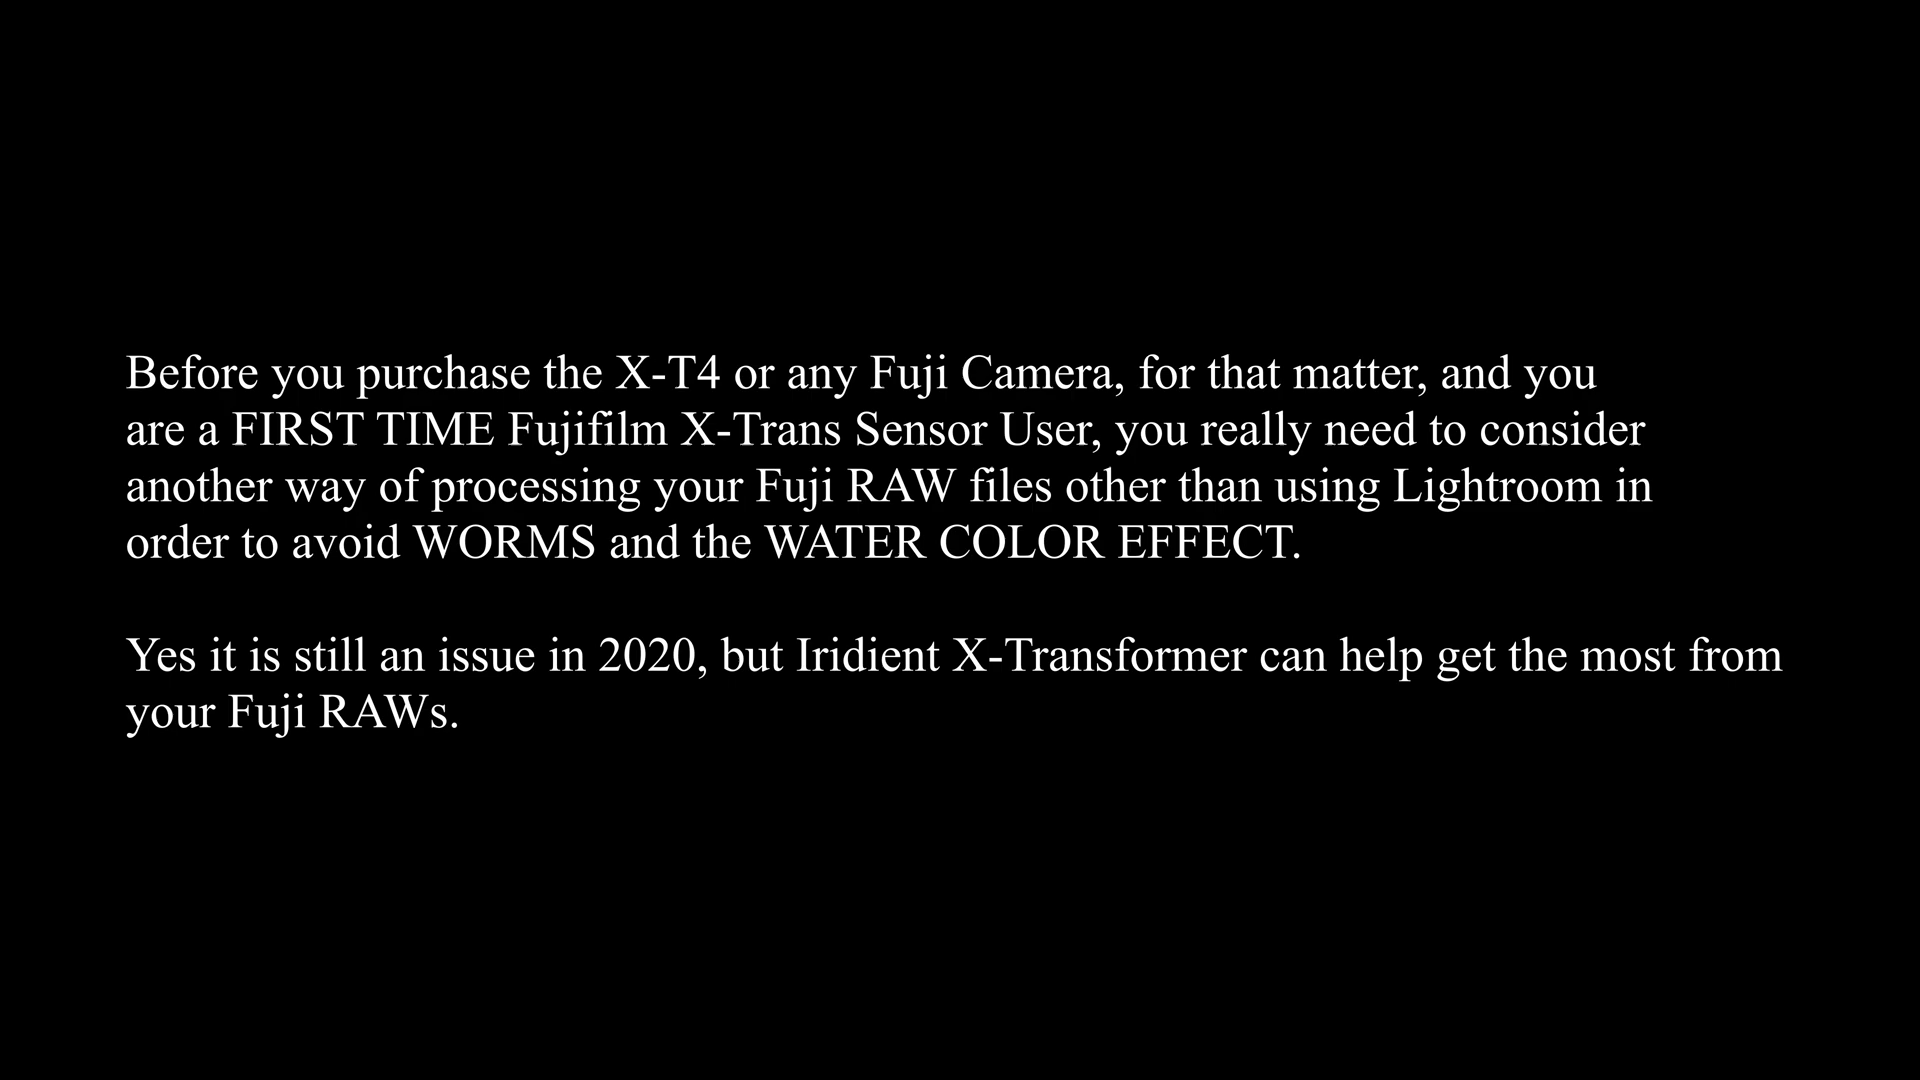 Before you purchase the X-T4 or any Fuji Camera, for that matter, and you
are a FIRST TIME Fujifilm X-Trans Sensor User, you really need to consider
another way of processing your Fuji RAW files other than using Lightroom in
order to avoid WORMS and the WATER COLOR EFFECT.
Yes it is still an issue in 2020, but Iridient X-Transformer can help get the most from
your Fuji RAWs.